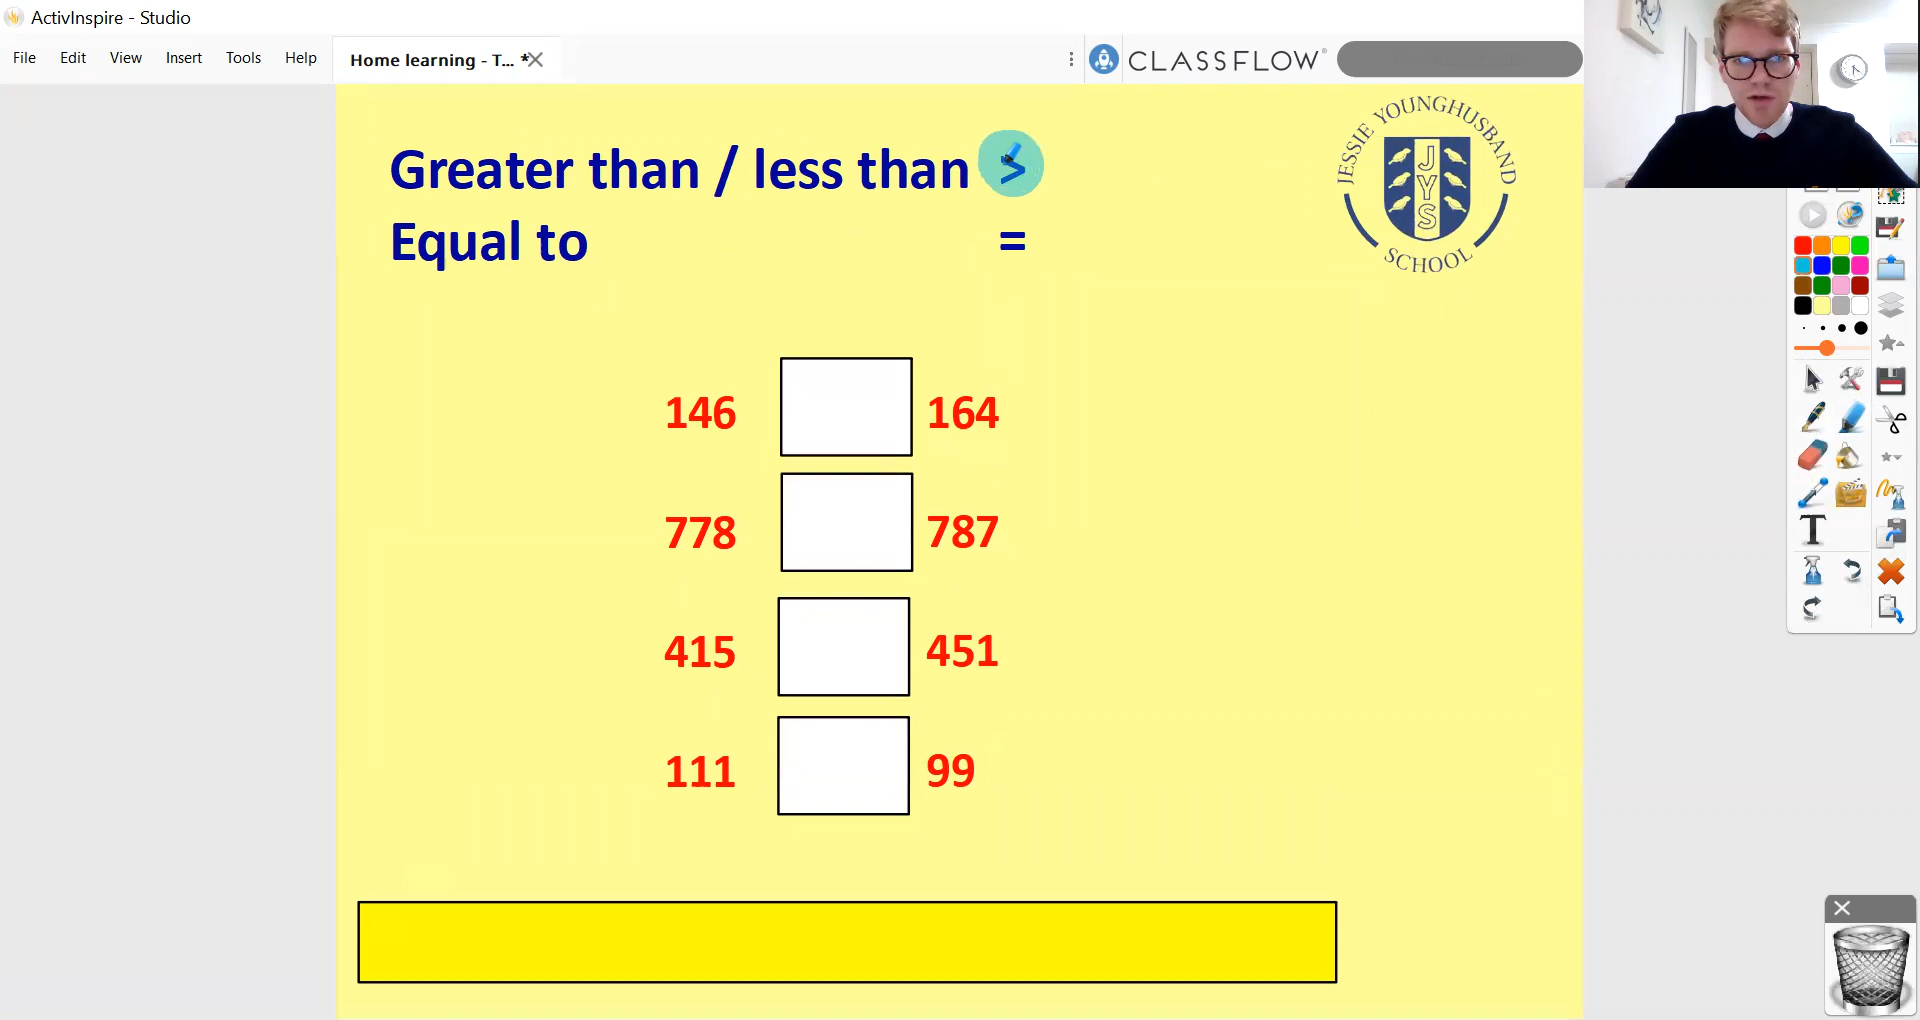 ActivInspire - Studio
File Edit View Insert Tools Help
Home learning - T... *
CLASSFLOW
JESSIE YOUNGHUSBAND
JYS
SCHOOL
Greater than / less than >
Equal to =
146 164
778 787
415 451
111 99
T